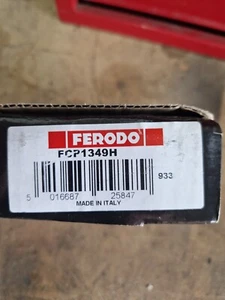 FERODO
FCP1349H
933
5 016687 25847
MADE IN ITALY